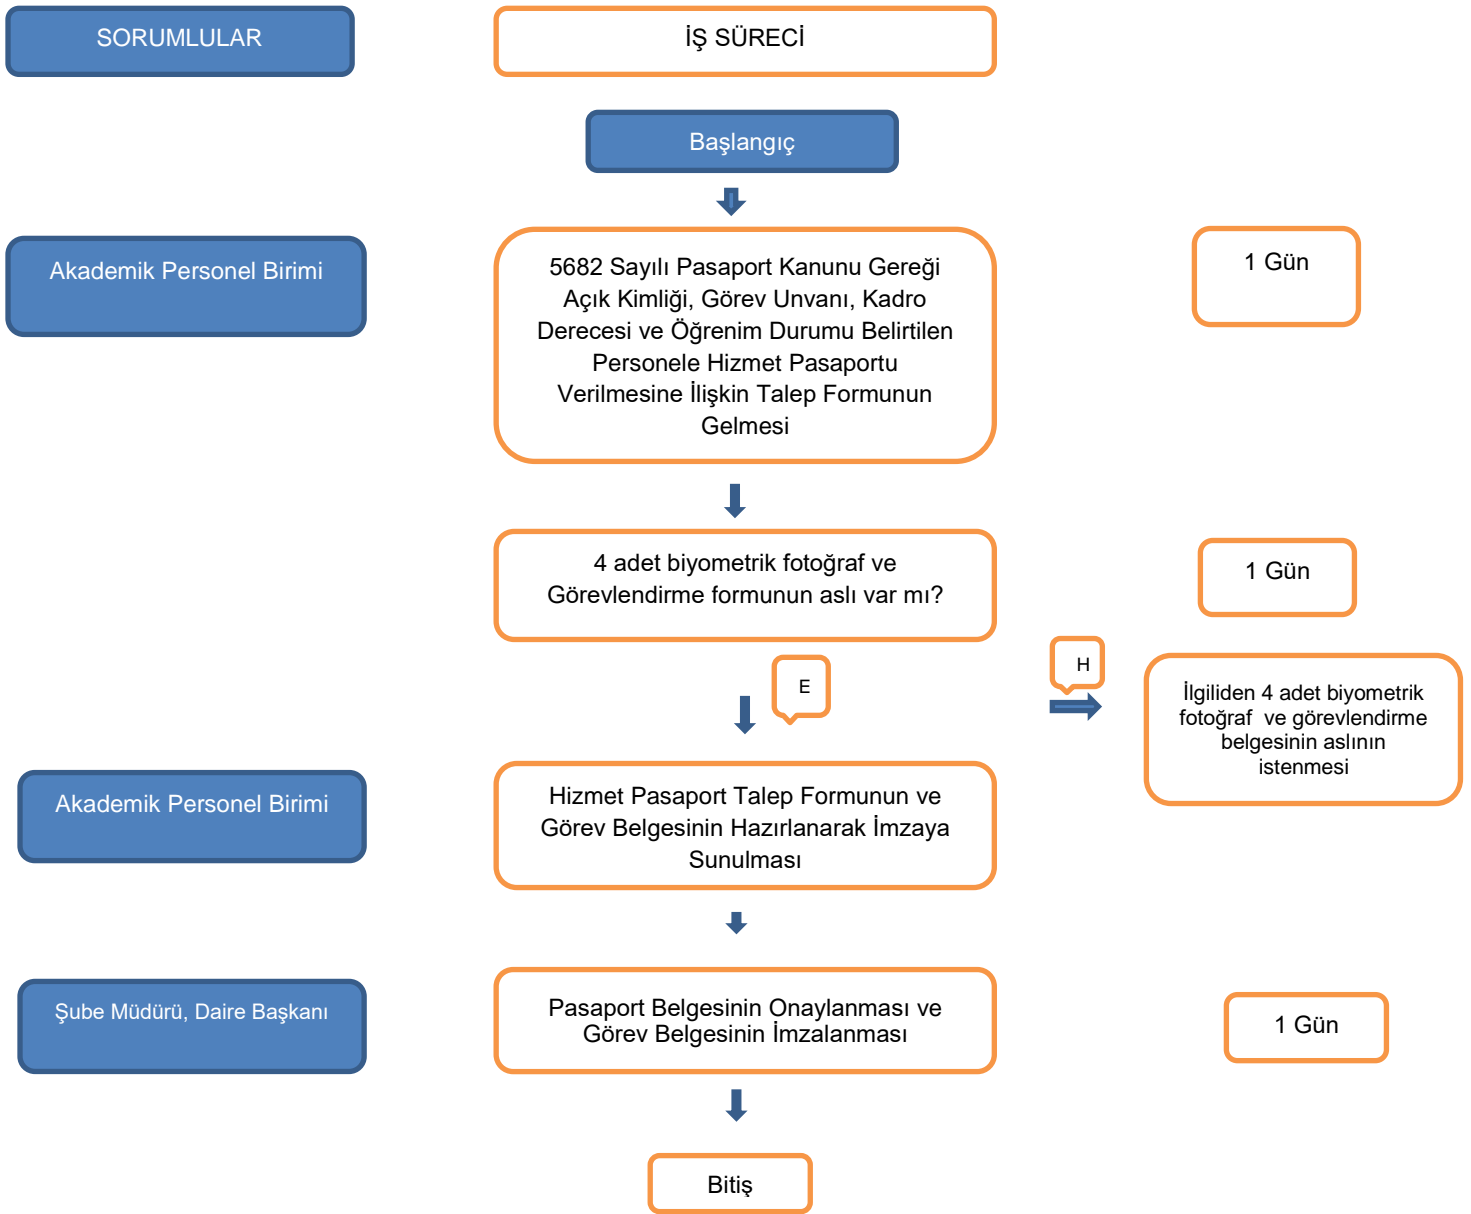 SORUMLULAR
İŞ SÜRECİ
Başlangıç
Akademik Personel Birimi
5682 Sayılı Pasaport Kanunu Gereği
Açık Kimliği, Görev Unvanı, Kadro
Derecesi ve Öğrenim Durumu Belirtilen
Personele Hizmet Pasaportu
Verilmesine İlişkin Talep Formunun
Gelmesi
1 Gün
4 adet biyometrik fotoğraf ve
Görevlendirme formunun aslı var mı?
1 Gün
E
H
İlgiliden 4 adet biyometrik
fotoğraf  ve görevlendirme
belgesinin aslının
istenmesi
Akademik Personel Birimi
Hizmet Pasaport Talep Formunun ve
Görev Belgesinin Hazırlanarak İmzaya
Sunulması
Şube Müdürü, Daire Başkanı
Pasaport Belgesinin Onaylanması ve
Görev Belgesinin İmzalanması
1 Gün
Bitiş